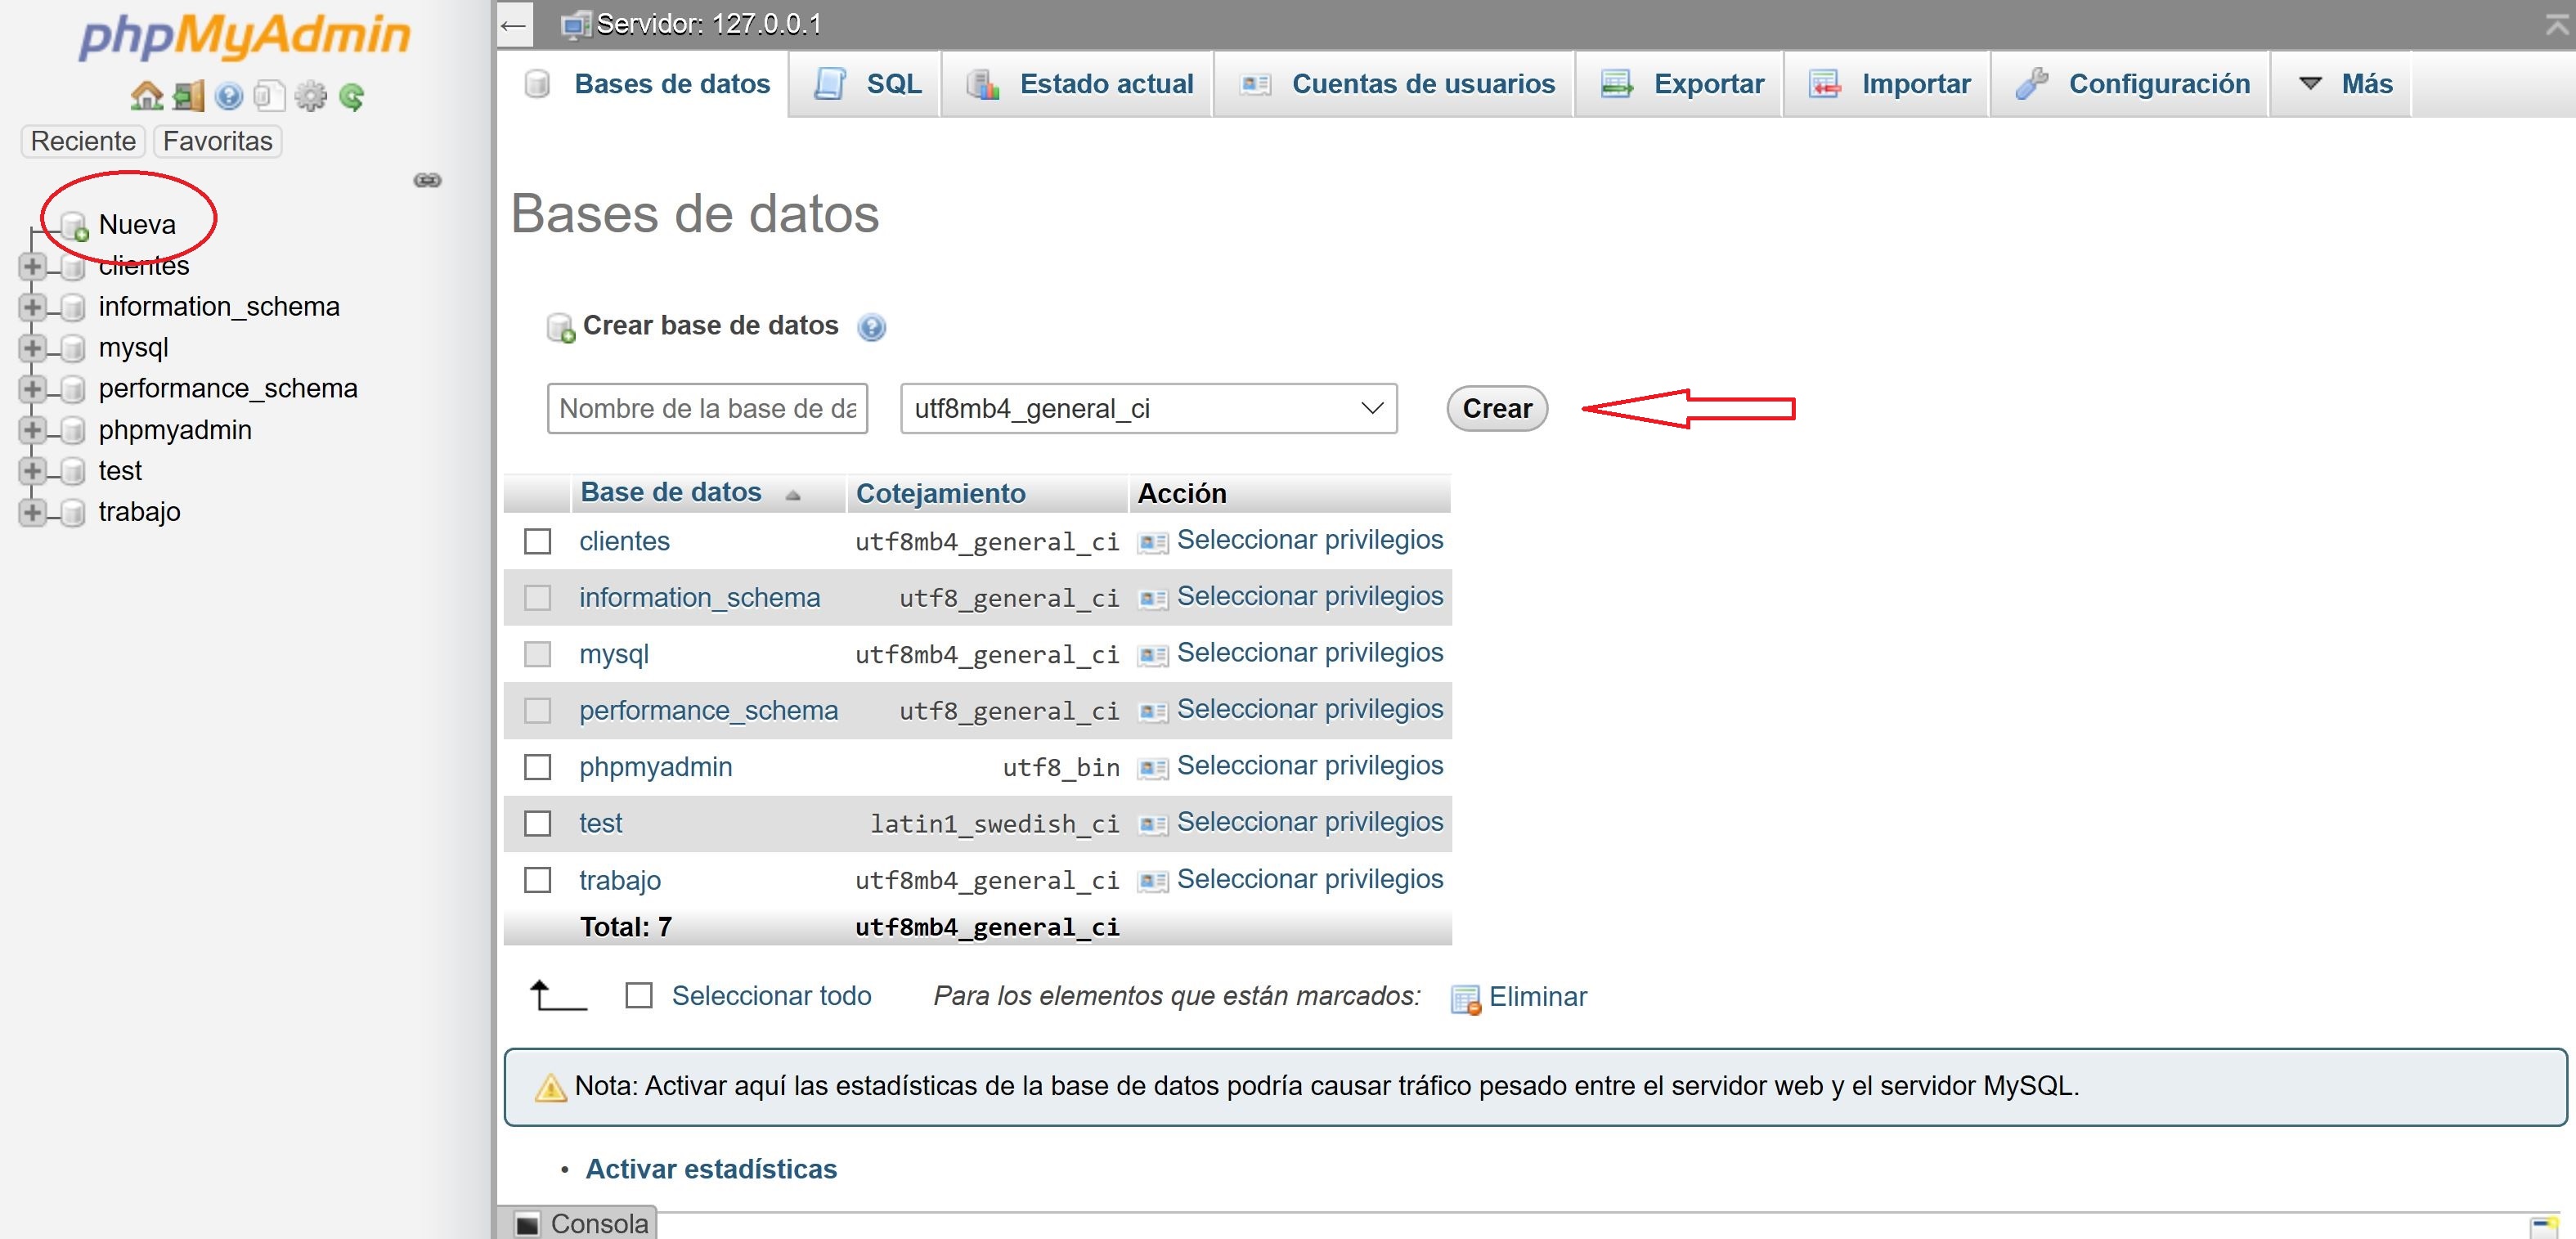 phpMyAdmin
Reciente Favoritas
Nueva
clientes
information_schema
mysql
performance_schema
phpmyadmin
test
trabajo
Servidor: 127.0.0.1
Bases de datos SQL Estado actual Cuentas de usuarios Exportar Importar Configuración Más
Bases de datos
Crear base de datos
Nombre de la base de da utf8mb4_general_ci Crear
Base de datos Cotejamiento Acción
clientes utf8mb4_general_ci Seleccionar privilegios
information_schema utf8_general_ci Seleccionar privilegios
mysql utf8mb4_general_ci Seleccionar privilegios
performance_schema utf8_general_ci Seleccionar privilegios
phpmyadmin utf8_bin Seleccionar privilegios
test latin1_swedish_ci Seleccionar privilegios
trabajo utf8mb4_general_ci Seleccionar privilegios
Total: 7 utf8mb4_general_ci
Seleccionar todo Para los elementos que están marcados: Eliminar
Nota: Activar aquí las estadísticas de la base de datos podría causar tráfico pesado entre el servidor web y el servidor MySQL.
• Activar estadísticas
Consola